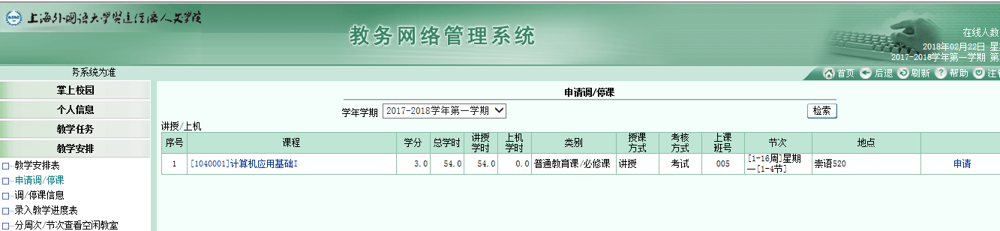 上海外国语大学贤达经济人文学院
教务网络管理系统
在线人数
2018年02月22日 星
2017-2018学年第一学期 第
务系统为准
首页 后退 刷新 帮助 注
掌上校园
个人信息
教学任务
教学安排
教学安排表
申请调/停课
调/停课信息
录入教学进度表
分周次/节次查看空闲教室
申请调/停课
学年学期 2017-2018学年第一学期 检索
讲授/上机
序号 课程 学分 总学时 讲授学时 上机学时 类别 授课方式 考核方式 上课班号 节次 地点
1 [1040001]计算机应用基础I 3.0 54.0 54.0 0.0 普通教育课/必修课 讲授 考试 005 [1-16周]星期一[1-4节] 崇语520 申请